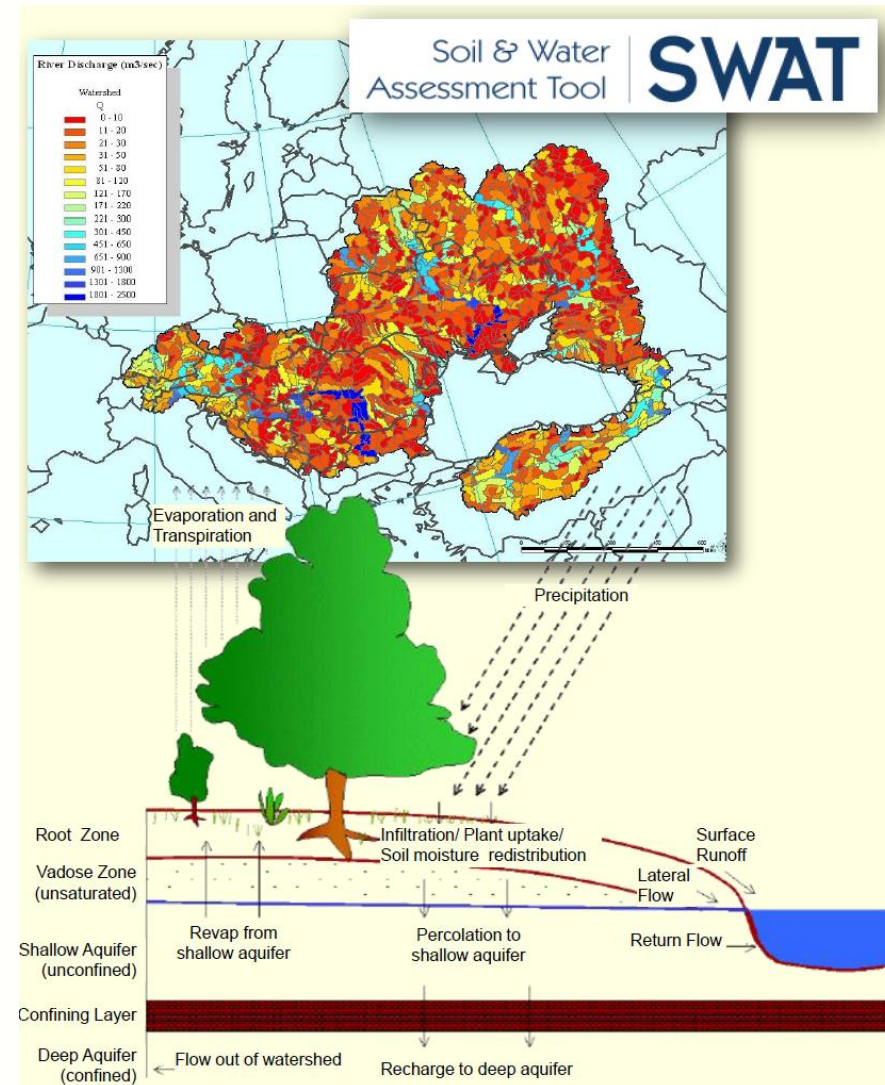 Soil & Water
Assessment Tool
SWAT
River Discharge (m3/sec)
Watershed
Q
0 - 10
11 - 20
21 - 30
31 - 50
51 - 80
81 - 120
121 - 170
171 - 220
221 - 300
301 - 450
451 - 650
651 - 900
901 - 1300
1301 - 1800
1801 - 2500
Evaporation and
Transpiration
Precipitation
Root Zone
Infiltration/ Plant uptake/
Soil moisture redistribution
Surface
Runoff
Vadose Zone
(unsaturated)
Lateral
Flow
Revap from
shallow aquifer
Percolation to
shallow aquifer
Return Flow
Shallow Aquifer
(unconfined)
Confining Layer
Deep Aquifer
(confined)
Flow out of watershed
Recharge to deep aquifer